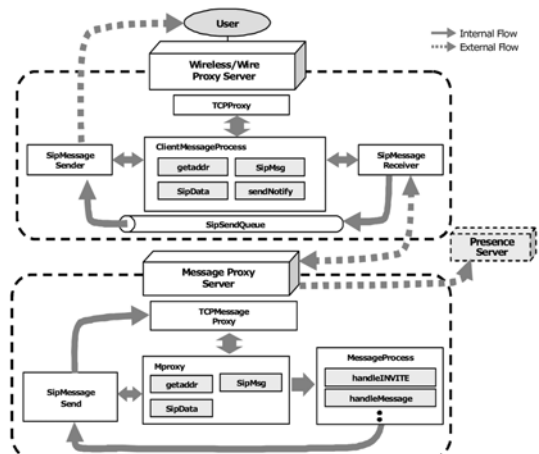 User
Internal Flow
External Flow
Wireless/Wire
Proxy Server
TCPProxy
ClientMessageProcess
getaddr
SipMsg
SipData
sendNotify
SipMessage
Sender
SipMessage
Receiver
SipSendQueue
Presence
Server
Message Proxy
Server
TCPMessage
Proxy
Mproxy
getaddr
SipMsg
SipData
MessageProcess
handleINVITE
handleMessage
SipMessage
Send